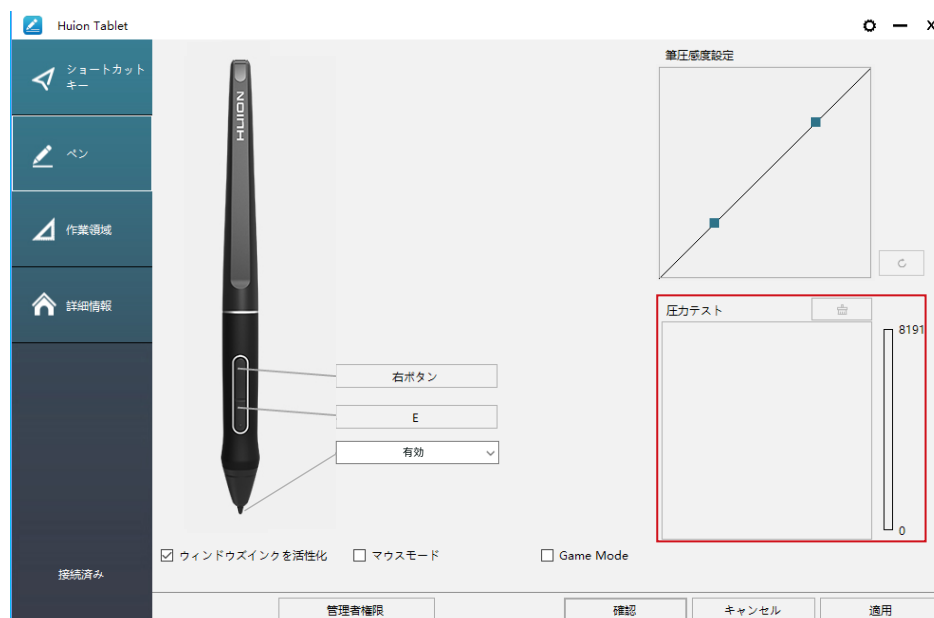 Huion Tablet
ショートカット
キー
ペン
作業領域
詳細情報
接続済み
HUION
右ボタン
E
有効
筆圧感度設定
圧力テスト
8191
0
ウィンドウズインクを活性化
マウスモード
Game Mode
管理者権限
確認
キャンセル
適用